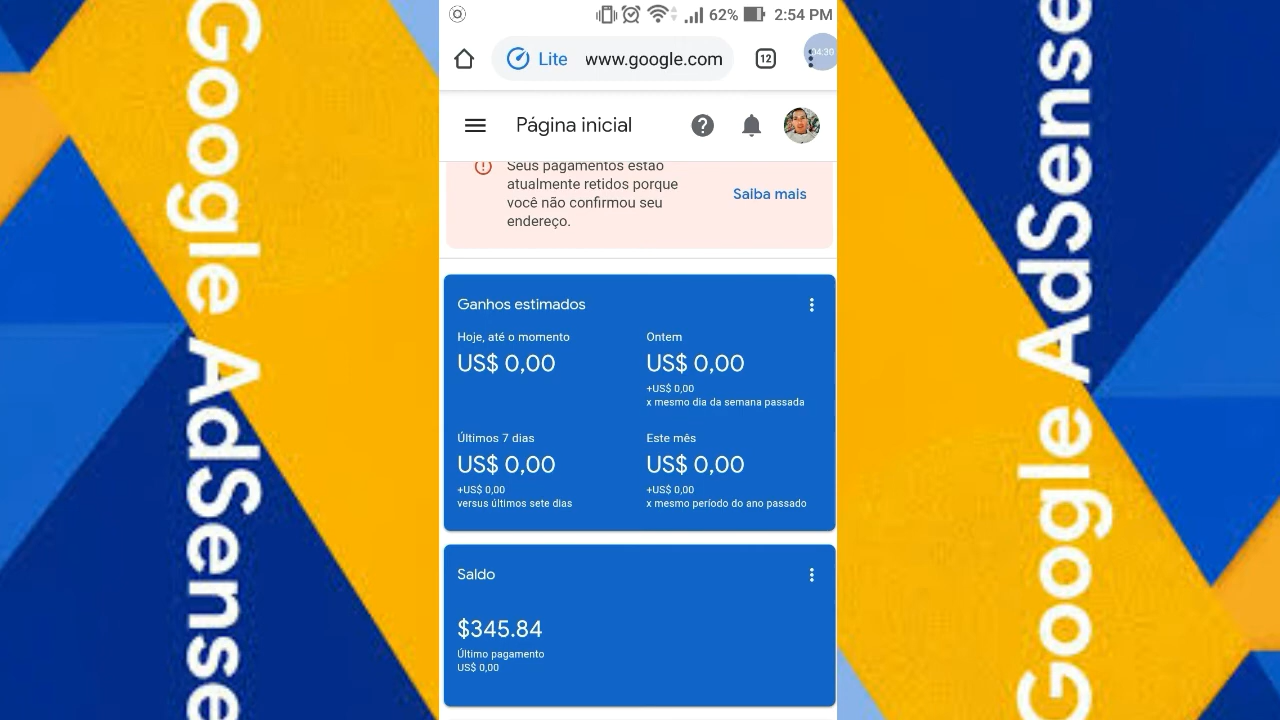 Google AdSense
62% 2:54 PM
Lite www.google.com 12
04:30
Página inicial
Seus pagamentos estão
atualmente retidos porque
você não confirmou seu
endereço.
Saiba mais
Ganhos estimados
Hoje, até o momento
US$ 0,00
Ontem
US$ 0,00
+US$ 0,00
x mesmo dia da semana passada
Últimos 7 dias
US$ 0,00
+US$ 0,00
versus últimos sete dias
Este mês
US$ 0,00
+US$ 0,00
x mesmo período do ano passado
Saldo
$345.84
Último pagamento
US$ 0,00
Google AdSense